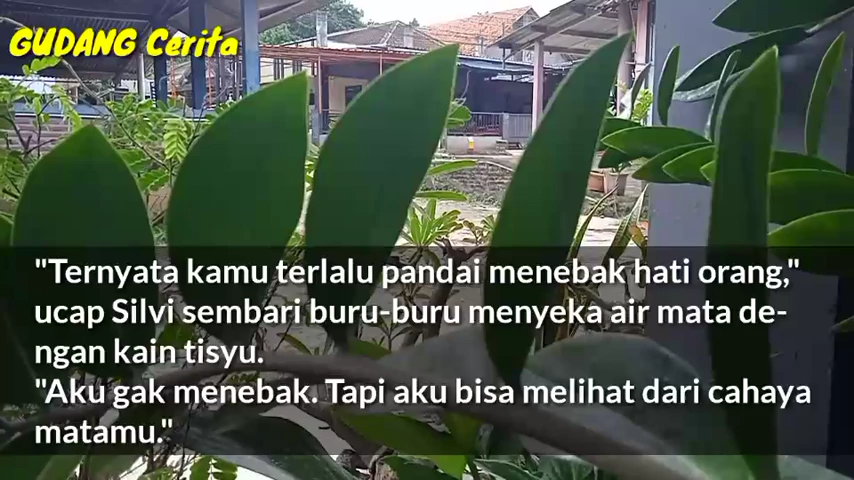 GUDANG Cerita
"Ternyata kamu terlalu pandai menebak hati orang,"
ucap Silvi sembari buru-buru menyeka air mata de-
ngan kain tisyu.
"Aku gak menebak. Tapi aku bisa melihat dari cahaya
matamu."